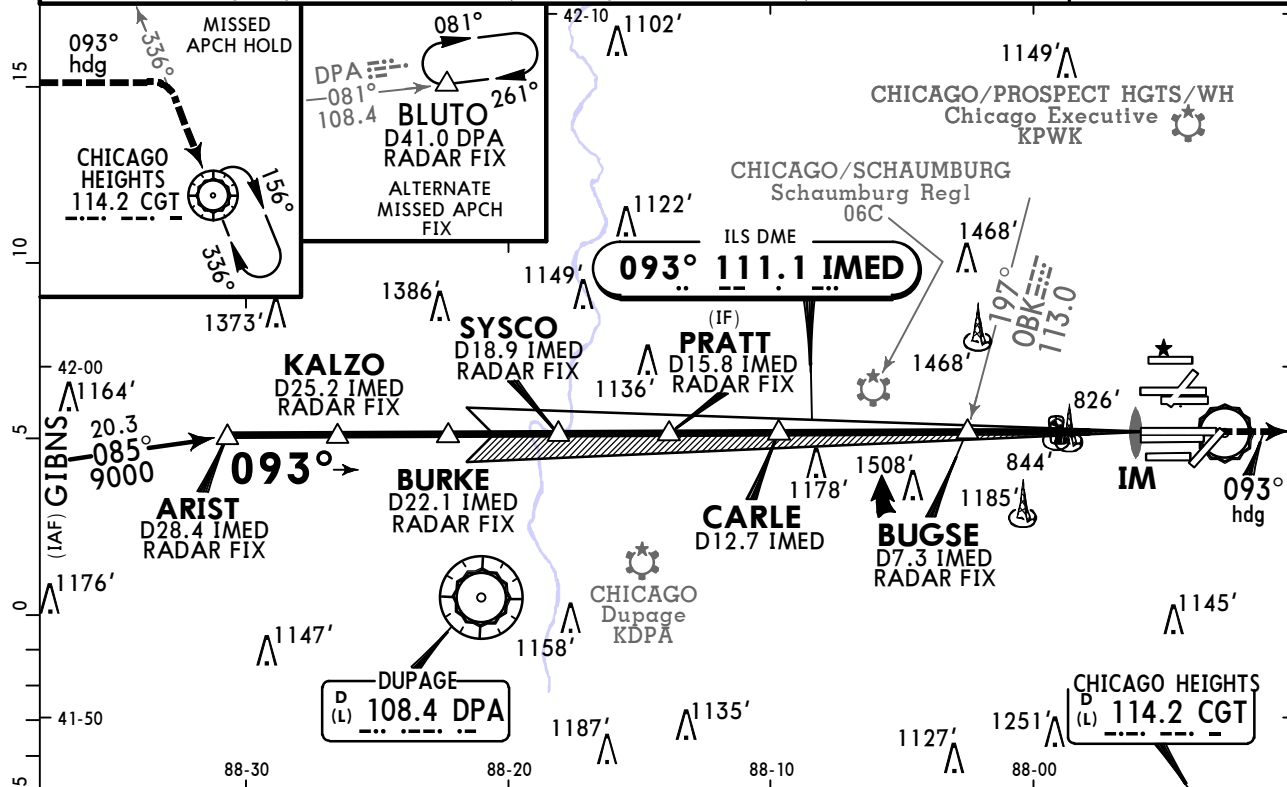 MISSED
APCH HOLD
093°
hdg
336°
CHICAGO
HEIGHTS
114.2 CGT
156°
336°
081°
DPA
081°
108.4
261°
BLUTO
D41.0 DPA
RADAR FIX
ALTERNATE
MISSED APCH
FIX
42-10
1102'
1149'
CHICAGO/PROSPECT HGTS/WH
Chicago Executive
KPWK
CHICAGO/SCHAUMBURG
Schaumburg Regl
06C
15
10
5
0
5
1122'
ILS DME
093° 111.1 IMED
1468'
197°
OBK
113.0
1468'
1149'
1386'
1373'
42-00
1164'
SYSCO
D18.9 IMED
RADAR FIX
(IF)
PRATT
D15.8 IMED
RADAR FIX
1136'
KALZO
D25.2 IMED
RADAR FIX
826'
(IAF) GIBNS
20.3
085°
9000
093°
ARIST
D28.4 IMED
RADAR FIX
BURKE
D22.1 IMED
RADAR FIX
1178'
CARLE
D12.7 IMED
1508'
BUGSE
D7.3 IMED
RADAR FIX
844'
1185'
IM
093°
hdg
1176'
1147'
1158'
CHICAGO
Dupage
KDPA
1145'
DUPAGE
D
(L) 108.4 DPA
CHICAGO HEIGHTS
D
(L) 114.2 CGT
41-50
1187'
1135'
1127'
1251'
88-30
88-20
88-10
88-00